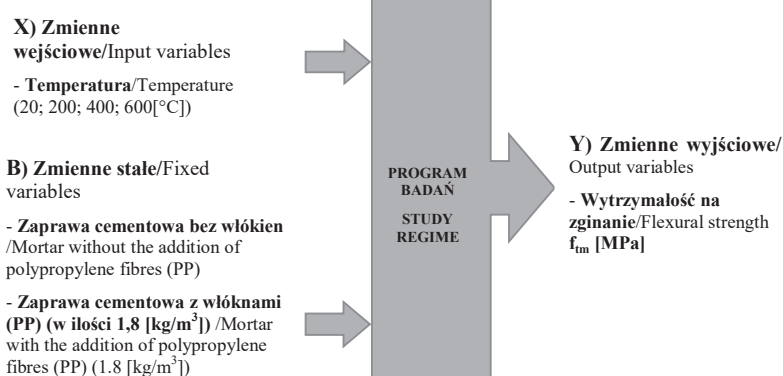 X) Zmienne
wejściowe/Input variables
- Temperatura/Temperature
(20; 200; 400; 600[°C])
B) Zmienne stałe/Fixed
variables
- Zaprawa cementowa bez włókien
/Mortar without the addition of
polypropylene fibres (PP)
- Zaprawa cementowa z włóknami
(PP) (w ilości 1,8 [kg/m³]) /Mortar
with the addition of polypropylene
fibres (PP) (1.8 [kg/m³])
PROGRAM
BADAŃ
STUDY
REGIME
Y) Zmienne wyjściowe/
Output variables
- Wytrzymałość na
zginanie/Flexural strength
ftm [MPa]